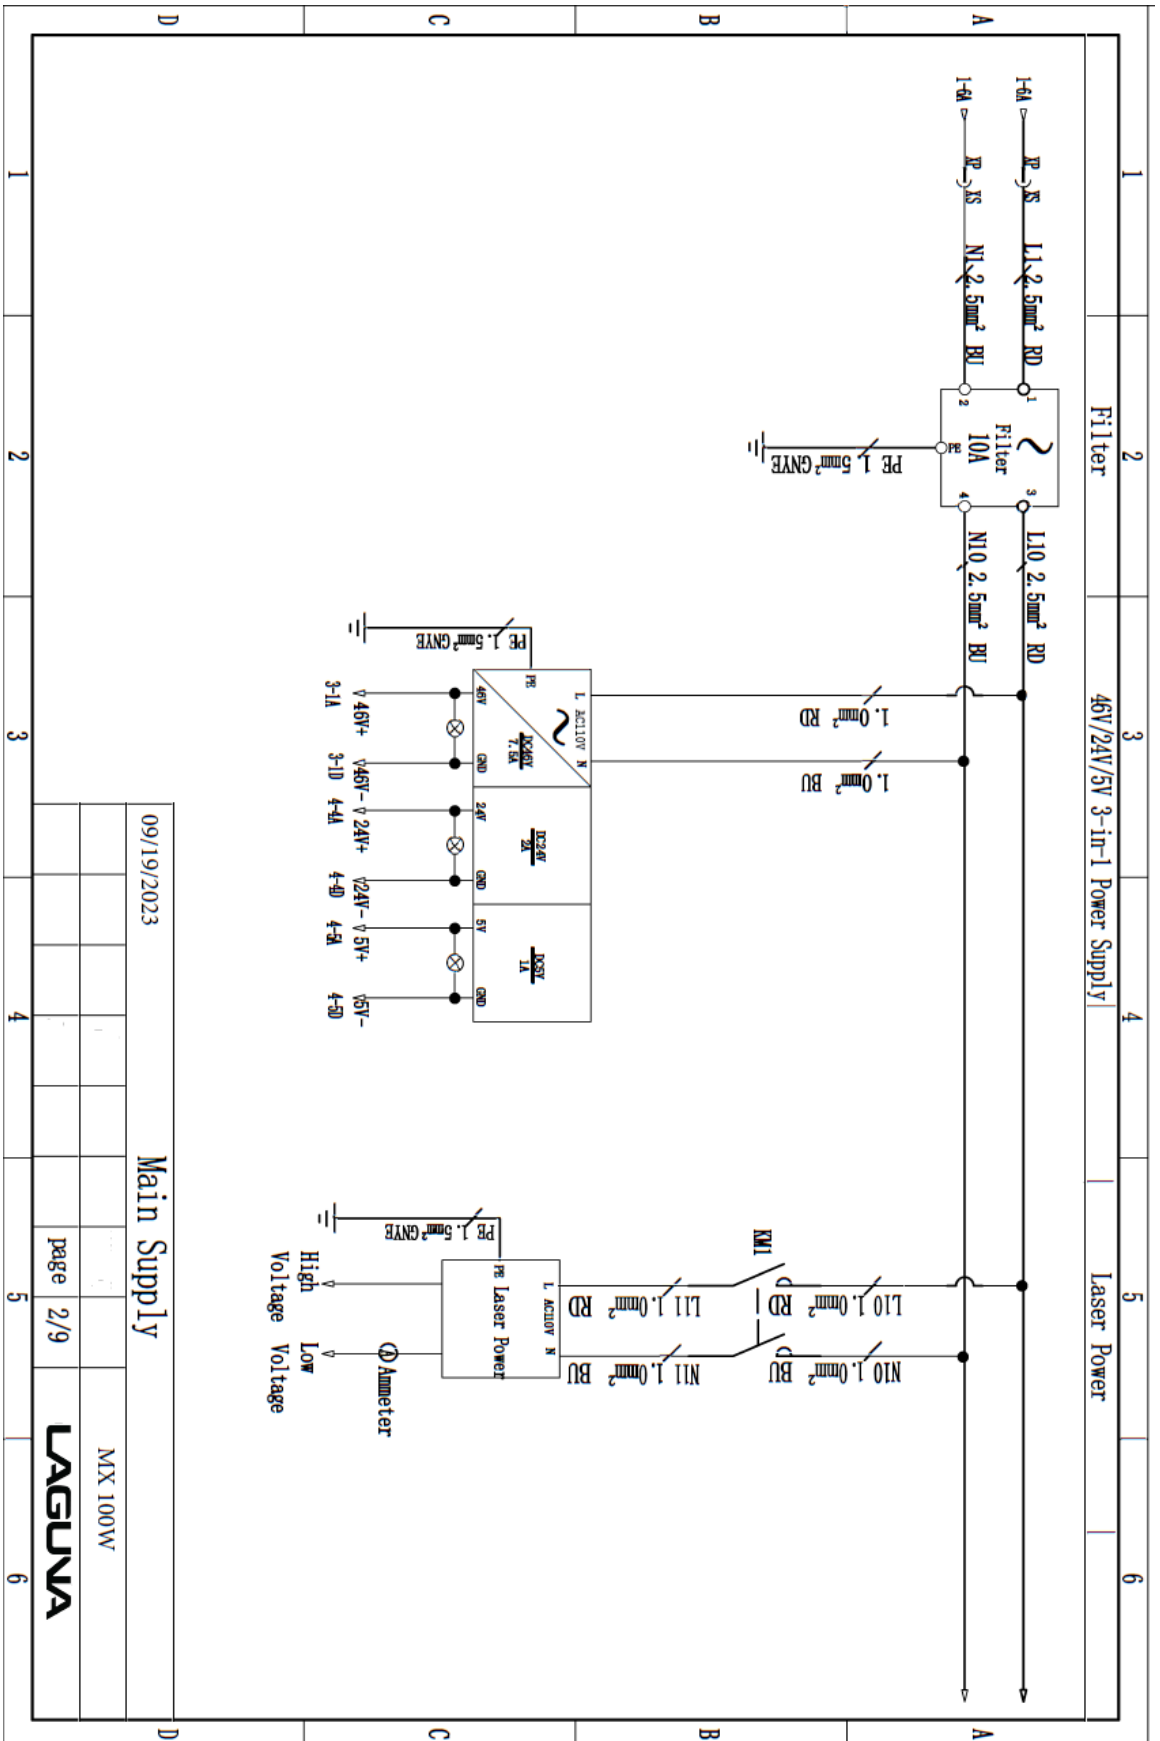 1 2 3 4 5 6
Filter
46V/24V/5V 3-in-1 Power Supply
Laser Power
A
B
C
D
1-6A XP XS L1 2.5mm² RD
1-6A XP XS N1 2.5mm² BU
1 3
Filter
10A
2 4
PE
L10 2.5mm² RD
N10 2.5mm² BU
PE 1.5mm² GNYE
1.0mm² RD
1.0mm² BU
PE 1.5mm² GNYE
L AC110V N
PE
DC46V
7.5A
DC24V
2A
DC5V
1A
46V GND 24V GND 5V GND
46V+ 46V- 24V+ 24V- 5V+ 5V-
3-1A 3-1D 4-4A 4-4D 4-5A 4-5D
L10 1.0mm² RD
N10 1.0mm² BU
KM1
L11 1.0mm² RD
N11 1.0mm² BU
L AC110V N
PE Laser Power
PE 1.5mm² GNYE
A Ammeter
High
Voltage
Low
Voltage
A
B
C
D
09/19/2023
Main Supply
MX 100W
page 2/9
LAGUNA
1 2 3 4 5 6